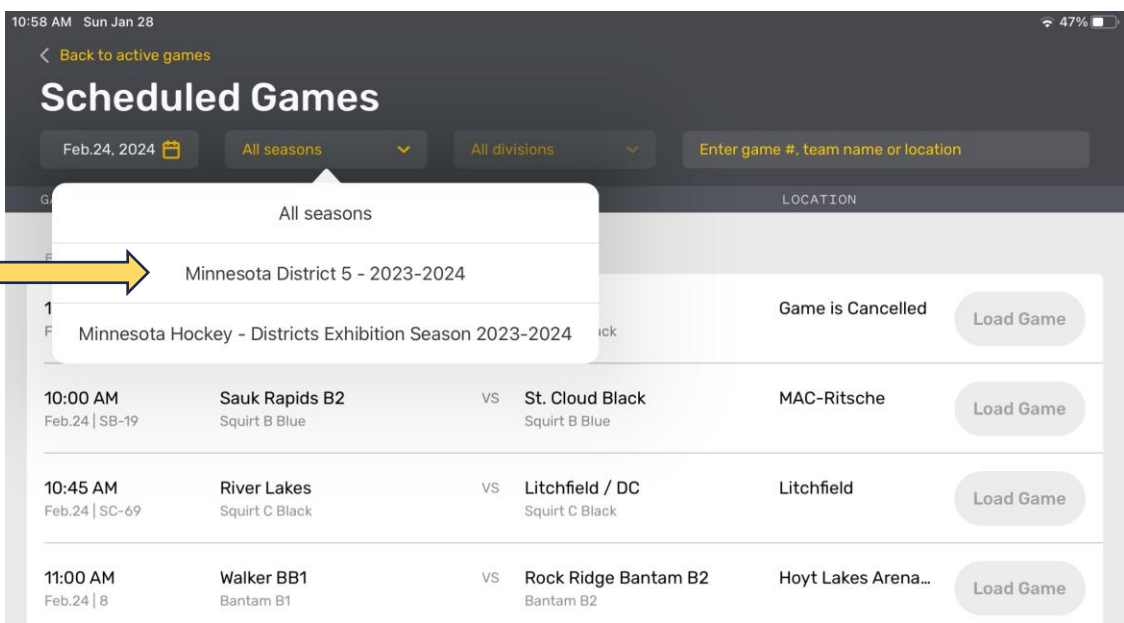 10:58 AM Sun Jan 28 47%
Back to active games
Scheduled Games
Feb.24, 2024 All seasons All divisions Enter game #, team name or location
LOCATION
All seasons
Minnesota District 5 - 2023-2024
Minnesota Hockey - Districts Exhibition Season 2023-2024
Game is Cancelled Load Game
10:00 AM Sauk Rapids B2 VS St. Cloud Black MAC-Ritsche Load Game
Feb.24 | SB-19 Squirt B Blue Squirt B Blue
10:45 AM River Lakes VS Litchfield / DC Litchfield Load Game
Feb.24 | SC-69 Squirt C Black Squirt C Black
11:00 AM Walker BB1 VS Rock Ridge Bantam B2 Hoyt Lakes Arena... Load Game
Feb.24 | 8 Bantam B1 Bantam B2